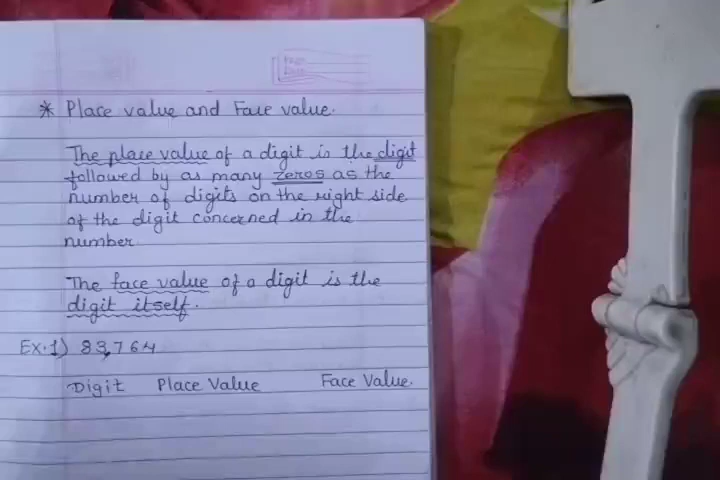 * Place value and Face value.
The place value of a digit is the digit
followed by as many zeros as the
number of digits on the right side
of the digit concerned in the
number.
The face value of a digit is the
digit itself.
Ex.1) 83,764
Digit Place Value Face Value.